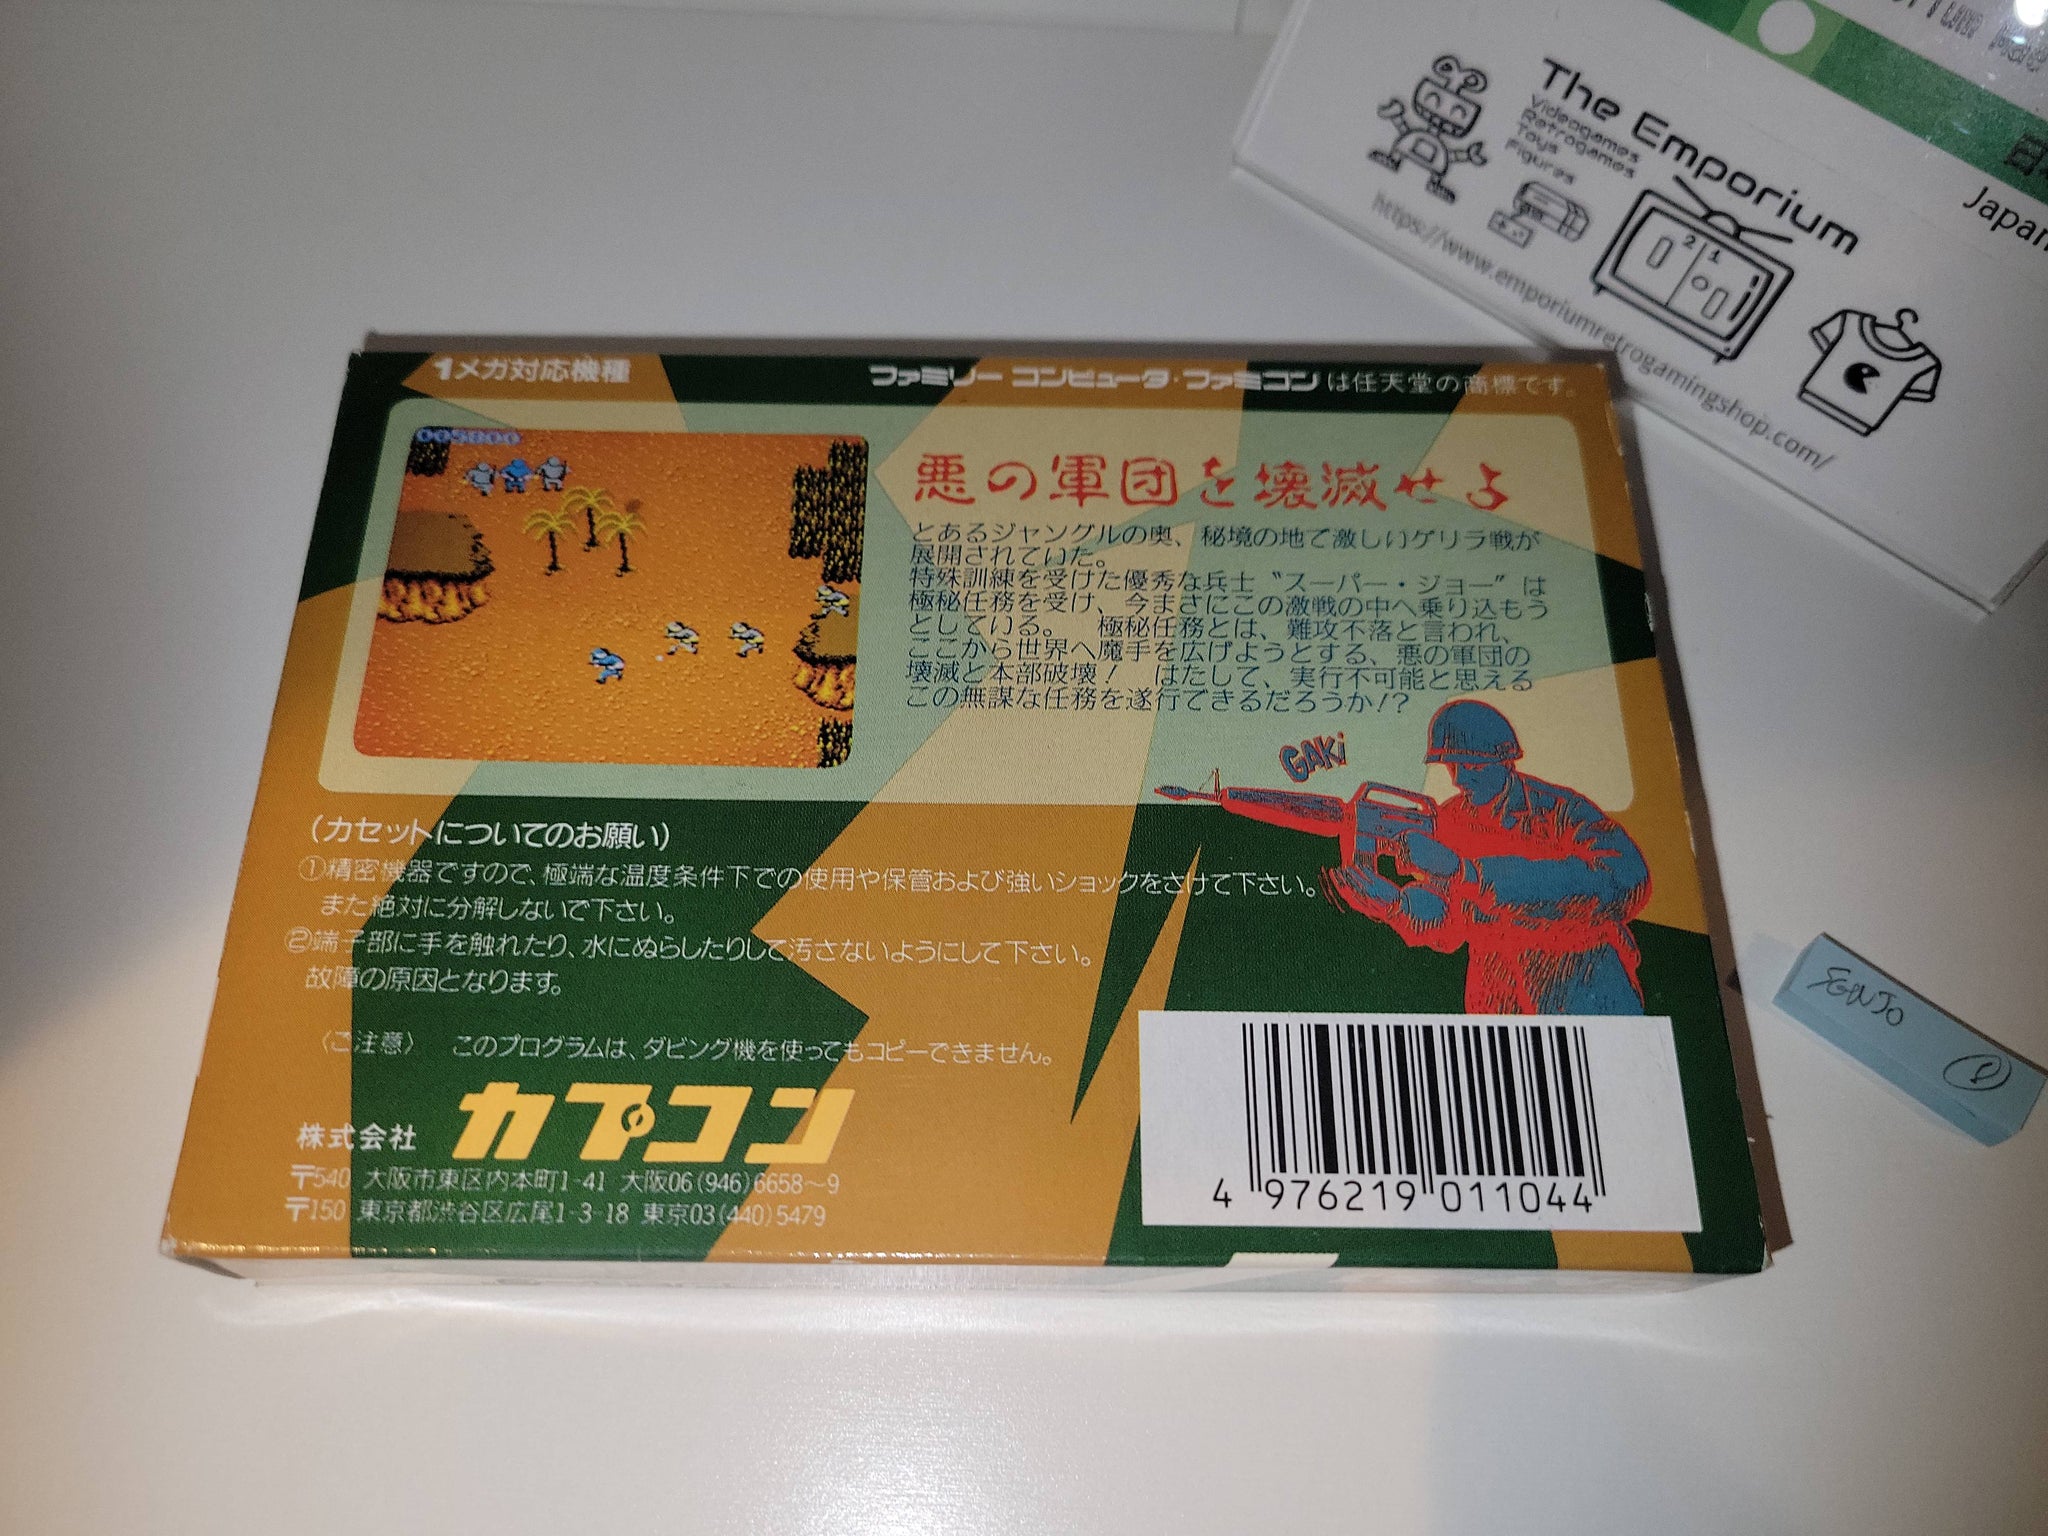 The Emporium
Videogames
Retrogames
Toys
Figures
2 1
https://www.emporiumretrogamingshop.com/
Japan
1メガ対応機種
ファミリー コンピュータ・ファミコンは任天堂の商標です。
005800
悪の軍団を壊滅せよ
とあるジャングルの奥、秘境の地で激しいゲリラ戦が
展開されていた。
特殊訓練を受けた優秀な兵士〝スーパー・ジョー〞は
極秘任務を受け、今まさにこの激戦の中へ乗り込もう
としている。 極秘任務とは、難攻不落と言われ、
ここから世界へ魔手を広げようとする、悪の軍団の
壊滅と本部破壊! はたして、実行不可能と思える
この無謀な任務を遂行できるだろうか!?
GAKi
(カセットについてのお願い)
①精密機器ですので、極端な温度条件下での使用や保管および強いショックをさけて下さい。
また絶対に分解しないで下さい。
②端子部に手を触れたり、水にぬらしたりして汚さないようにして下さい。
故障の原因となります。
〈ご注意〉 このプログラムは、ダビング機を使ってもコピーできません。
株式会社 カプコン
〒540 大阪市東区内本町1-41 大阪06(946)6658〜9
〒150 東京都渋谷区広尾1-3-18 東京03(440)5479
4 976219 011044